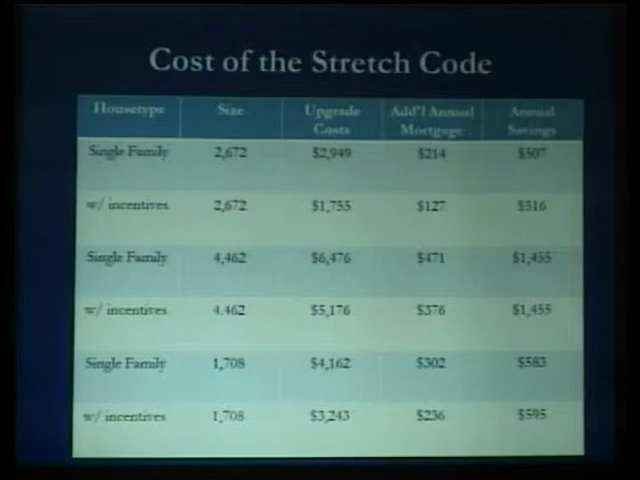 Cost of the Stretch Code
Housetype Size Upgrade Costs Add'l Annual Mortgage Annual Savings
Single Family 2,672 $2,949 $214 $507
w/ incentives 2,672 $1,755 $127 $516
Single Family 4,462 $6,476 $471 $1,455
w/ incentives 4,462 $5,176 $376 $1,455
Single Family 1,708 $4,162 $302 $583
w/ incentives 1,708 $3,243 $236 $595